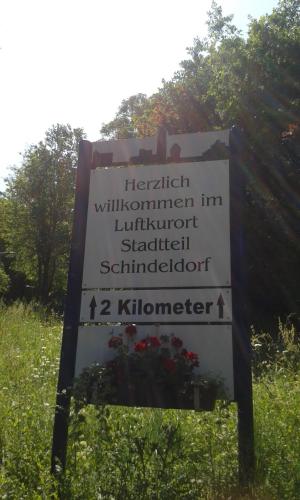 Herzlich
willkommen im
Luftkurort
Stadtteil
Schindeldorf
2 Kilometer